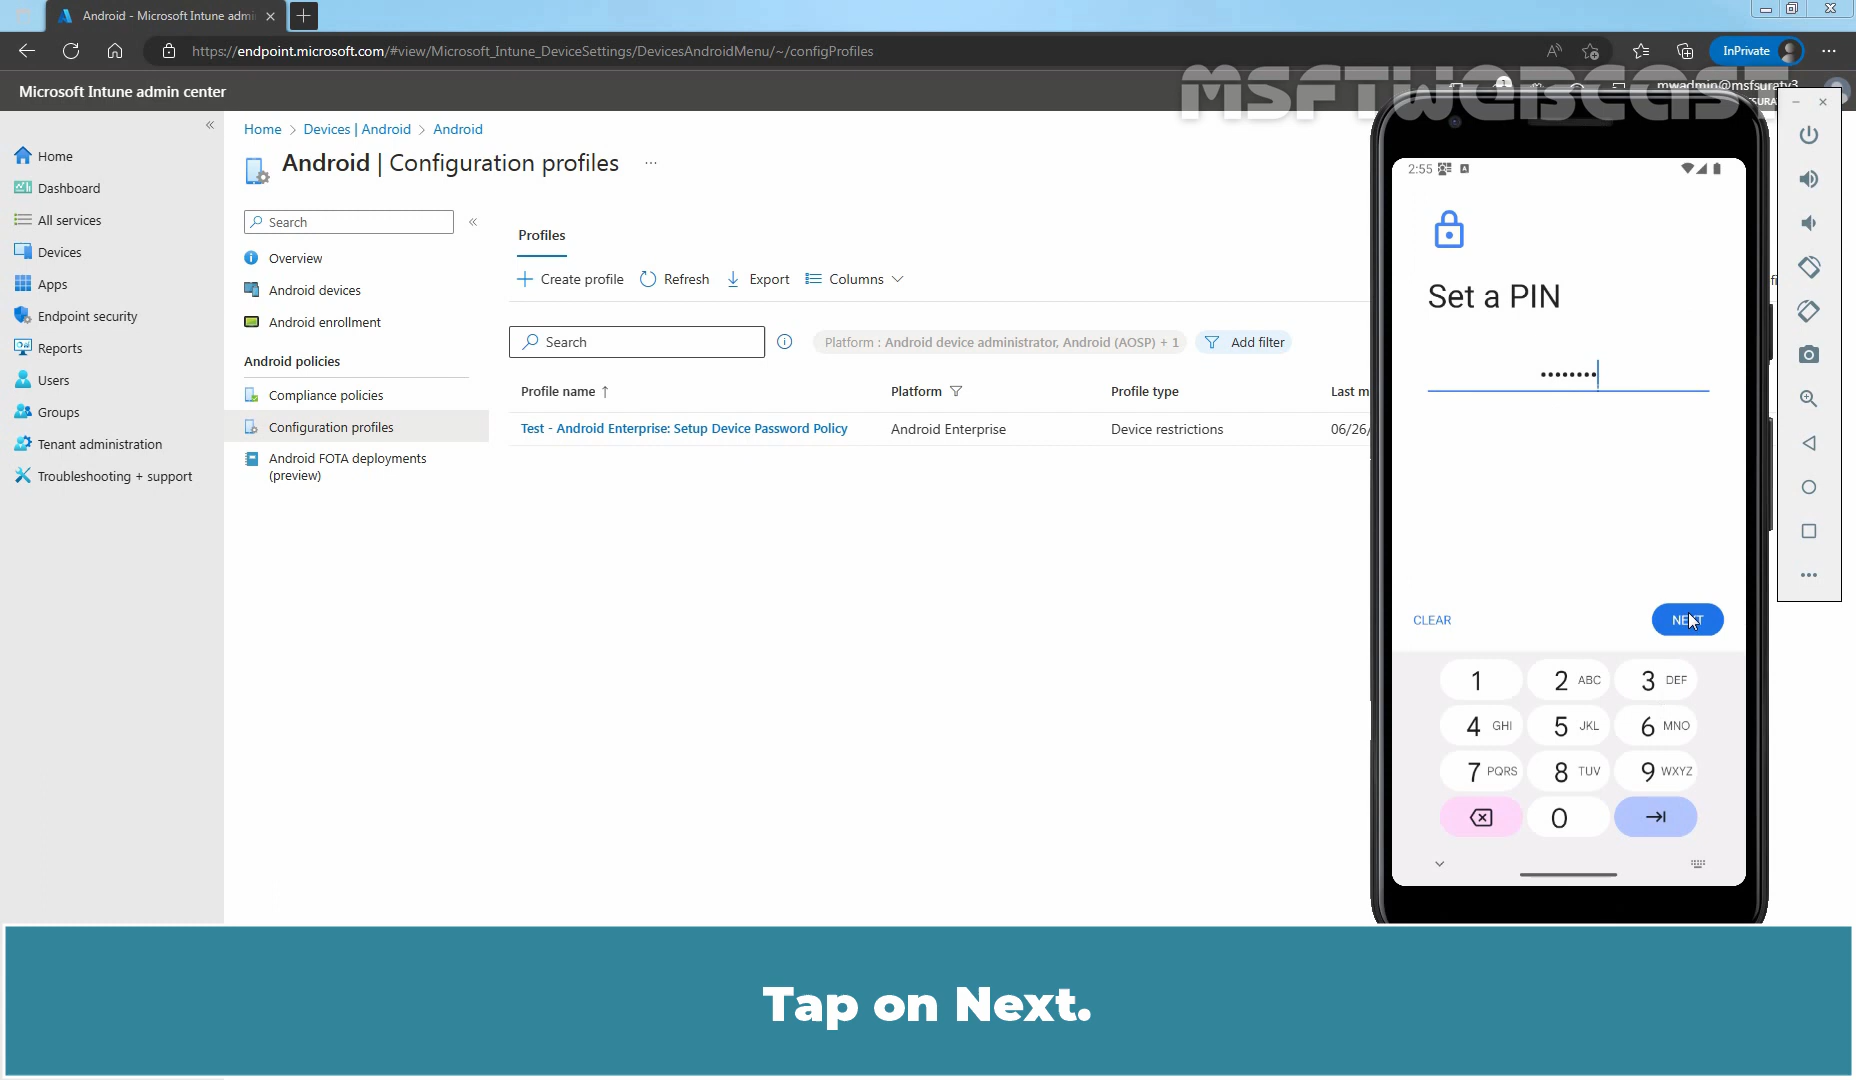 Android - Microsoft Intune admi
https://endpoint.microsoft.com/#view/Microsoft_Intune_DeviceSettings/DevicesAndroidMenu/~/configProfiles
InPrivate
Microsoft Intune admin center
mwadmin@msfsuratv3
MSFTWEBCAST
Home
Dashboard
All services
Devices
Apps
Endpoint security
Reports
Users
Groups
Tenant administration
Troubleshooting + support
Home > Devices | Android > Android
Android | Configuration profiles
Search
Overview
Android devices
Android enrollment
Android policies
Compliance policies
Configuration profiles
Android FOTA deployments
(preview)
Profiles
Create profile Refresh Export Columns
Search
Platform : Android device administrator, Android (AOSP) + 1
Add filter
Profile name Platform Profile type Last m
Test - Android Enterprise: Setup Device Password Policy Android Enterprise Device restrictions 06/26/
2:55
Set a PIN
CLEAR NEXT
1 2 ABC 3 DEF
4 GHI 5 JKL 6 MNO
7 PQRS 8 TUV 9 WXYZ
0
Tap on Next.